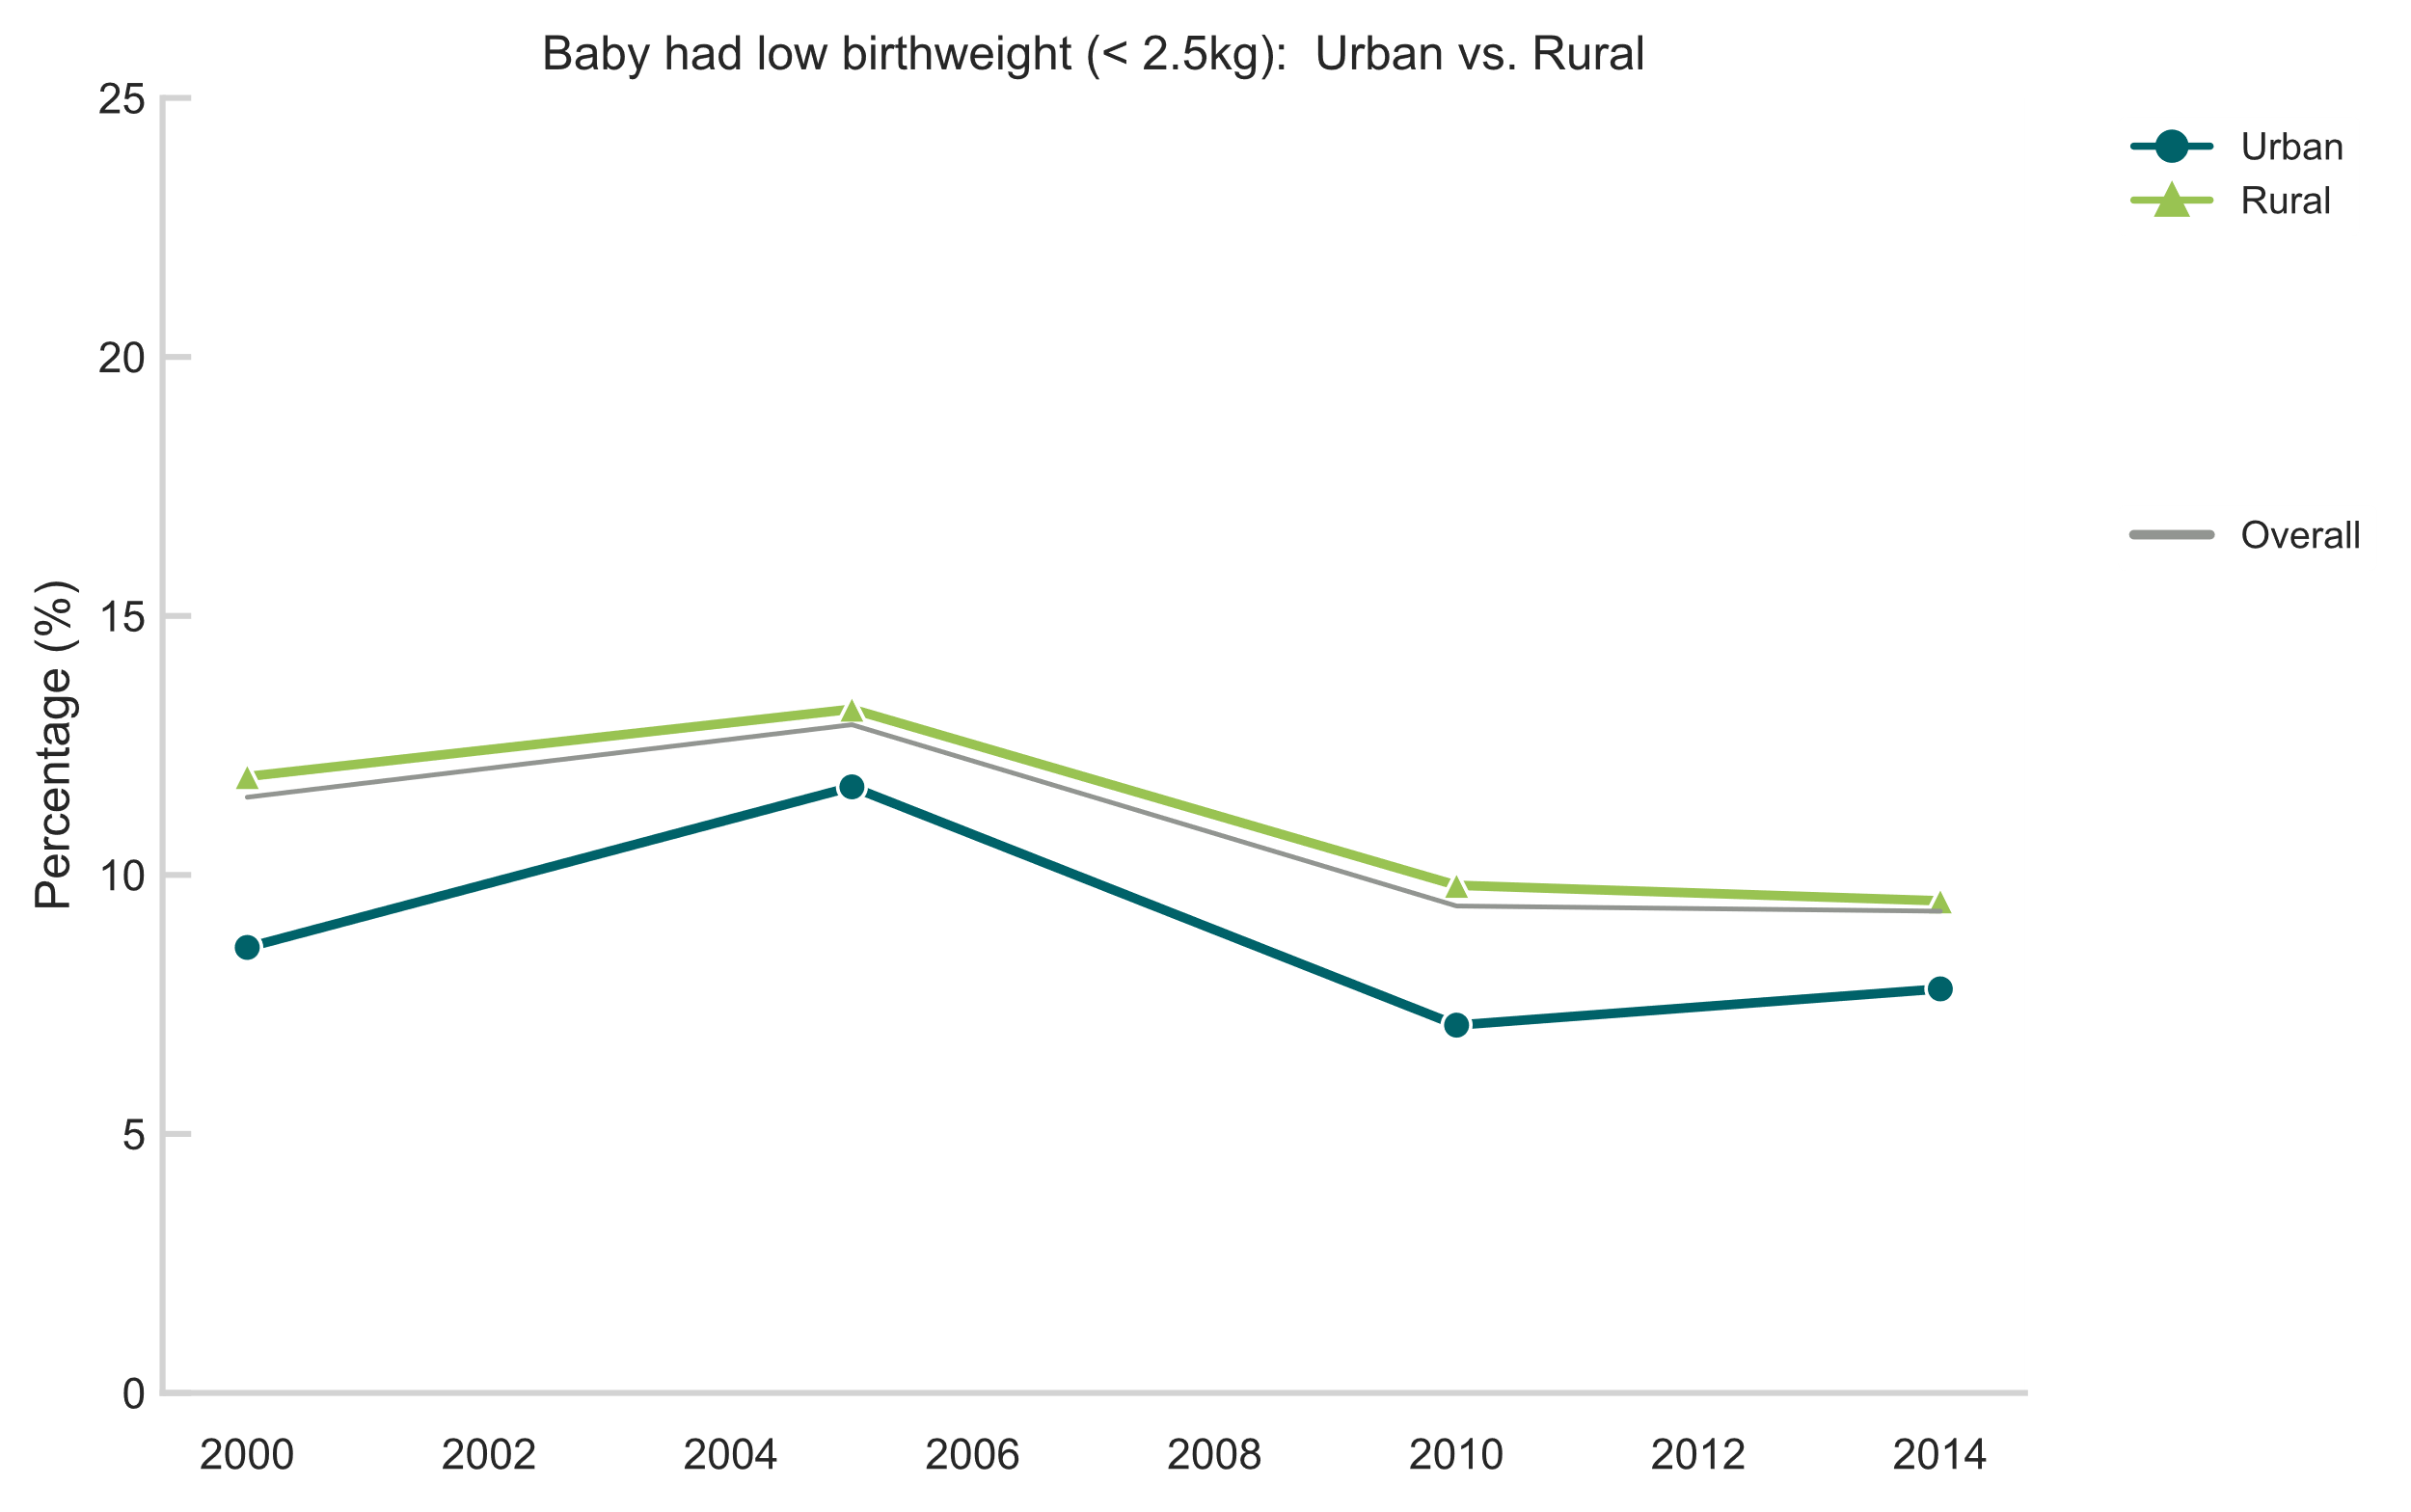 Baby had low birthweight (< 2.5kg):  Urban vs. Rural
Percentage (%)
25
20
15
10
5
0
2000 2002 2004 2006 2008 2010 2012 2014
Urban
Rural
Overall